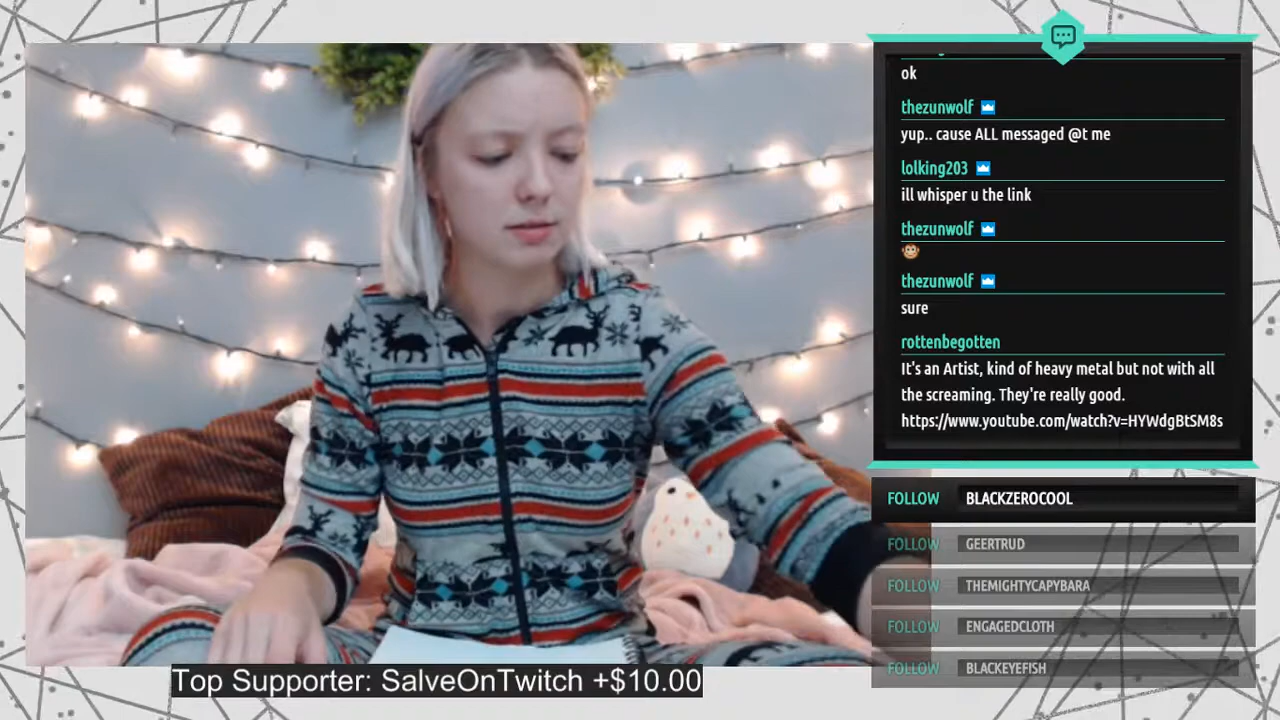 ok
thezunwolf
yup.. cause ALL messaged @t me
lolking203
ill whisper u the link
thezunwolf
thezunwolf
sure
rottenbegotten
It's an Artist, kind of heavy metal but not with all
the screaming. They're really good.
https://www.youtube.com/watch?v=HYWdgBtSM8s
FOLLOW BLACKZEROCOOL
FOLLOW GEERTRUD
FOLLOW THEMIGHTYCAPYBARA
FOLLOW ENGAGEDCLOTH
FOLLOW BLACKEYEFISH
Top Supporter: SalveOnTwitch +$10.00